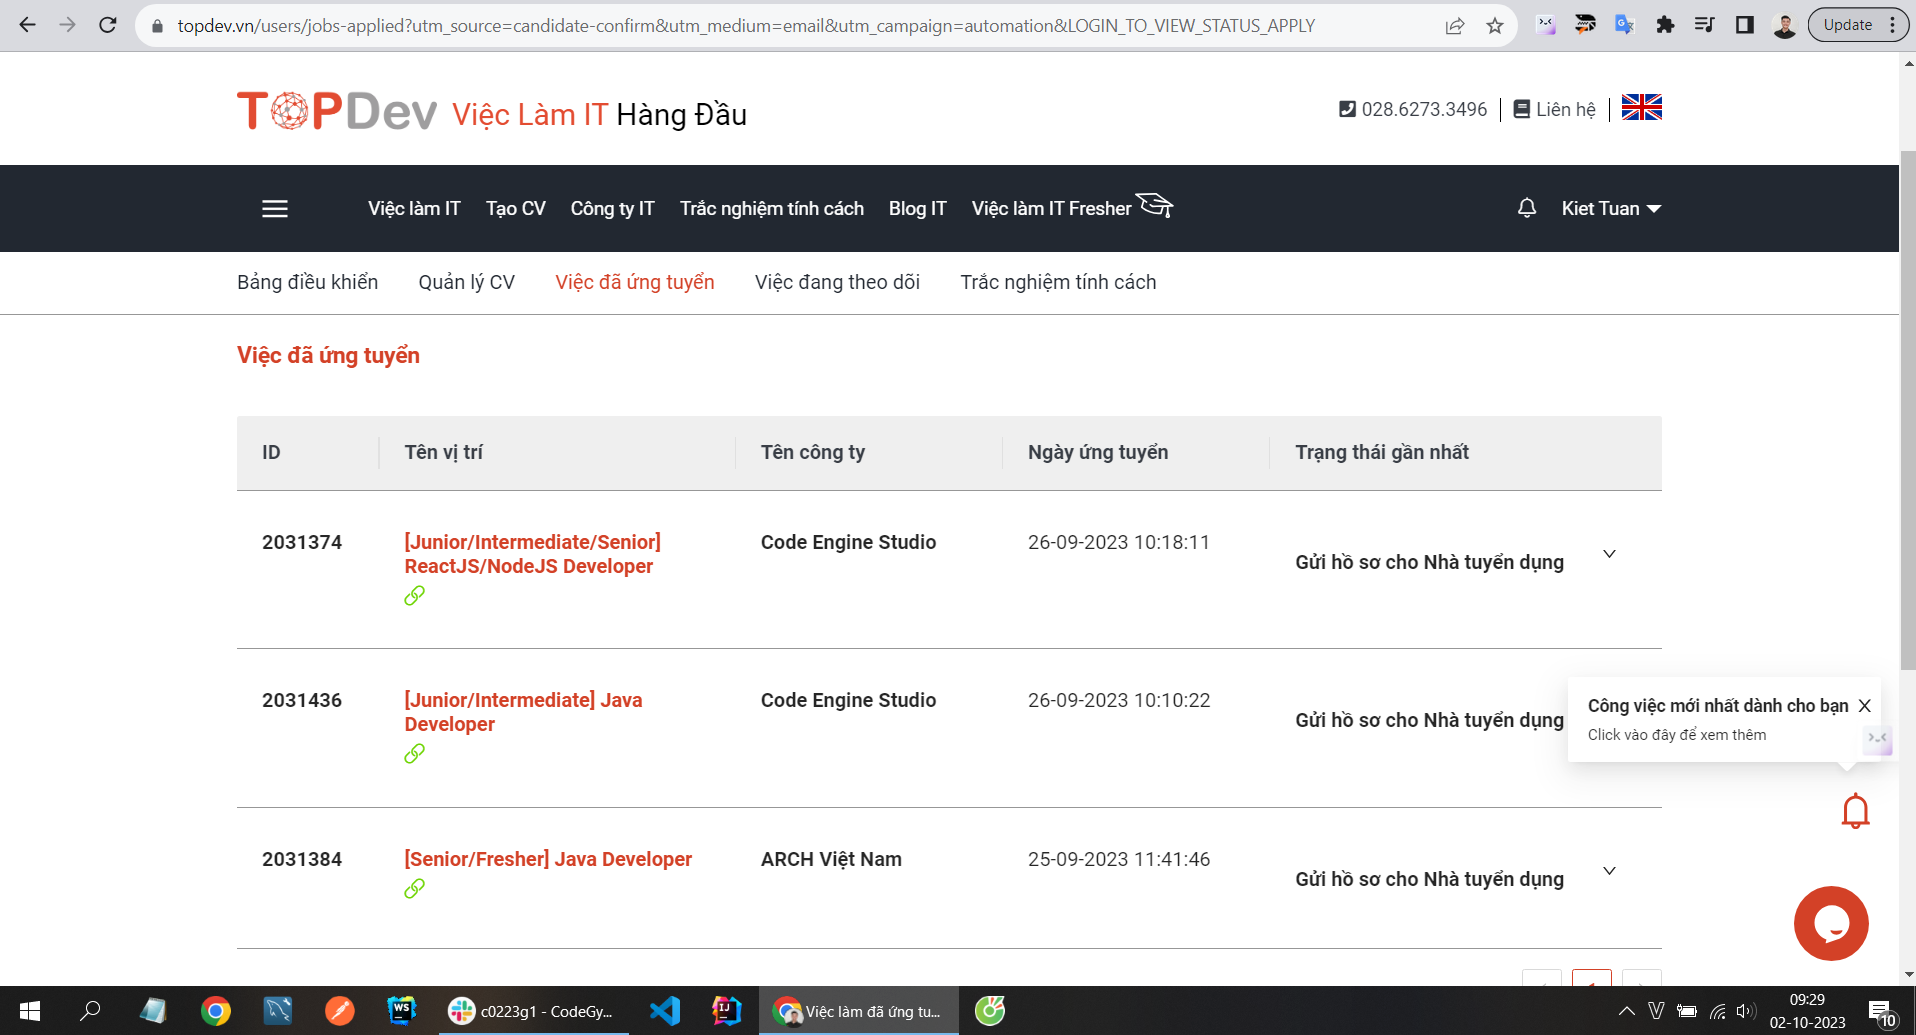 topdev.vn/users/jobs-applied?utm_source=candidate-confirm&utm_medium=email&utm_campaign=automation&LOGIN_TO_VIEW_STATUS_APPLY
Update
TOPDev Việc Làm IT Hàng Đầu
028.6273.3496 Liên hệ
Việc làm IT Tạo CV Công ty IT Trắc nghiệm tính cách Blog IT Việc làm IT Fresher Kiet Tuan
Bảng điều khiển Quản lý CV Việc đã ứng tuyển Việc đang theo dõi Trắc nghiệm tính cách
Việc đã ứng tuyển
ID Tên vị trí Tên công ty Ngày ứng tuyển Trạng thái gần nhất
2031374 [Junior/Intermediate/Senior] Code Engine Studio 26-09-2023 10:18:11
ReactJS/NodeJS Developer Gửi hồ sơ cho Nhà tuyển dụng
2031436 [Junior/Intermediate] Java Code Engine Studio 26-09-2023 10:10:22
Developer Gửi hồ sơ cho Nhà tuyển dụng
Công việc mới nhất dành cho bạn
Click vào đây để xem thêm
2031384 [Senior/Fresher] Java Developer ARCH Việt Nam 25-09-2023 11:41:46
Gửi hồ sơ cho Nhà tuyển dụng
WS c0223g1 - CodeGy... IJ Việc làm đã ứng tu... V 09:29
02-10-2023 10